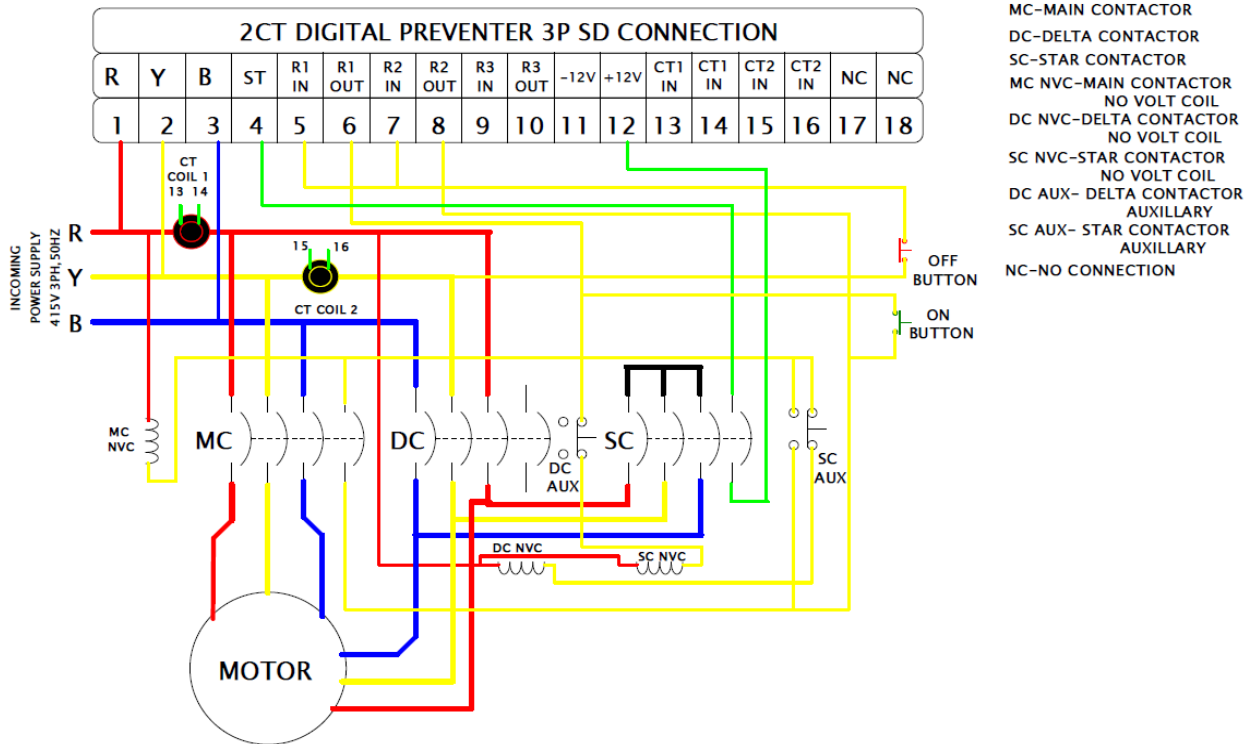 2CT DIGITAL PREVENTER 3P SD CONNECTION
R Y B ST R1 IN R1 OUT R2 IN R2 OUT R3 IN R3 OUT -12V +12V CT1 IN CT1 IN CT2 IN CT2 IN NC NC
1 2 3 4 5 6 7 8 9 10 11 12 13 14 15 16 17 18
MC-MAIN CONTACTOR
DC-DELTA CONTACTOR
SC-STAR CONTACTOR
MC NVC-MAIN CONTACTOR
NO VOLT COIL
DC NVC-DELTA CONTACTOR
NO VOLT COIL
SC NVC-STAR CONTACTOR
NO VOLT COIL
DC AUX- DELTA CONTACTOR
AUXILLARY
SC AUX- STAR CONTACTOR
AUXILLARY
NC-NO CONNECTION
CT
COIL 1
13 14
INCOMING
POWER SUPPLY
415V 3PH,50HZ
R
Y
B
15 16
CT COIL 2
OFF
BUTTON
ON
BUTTON
MC
NVC
MC
DC
DC
AUX
SC
SC
AUX
DC NVC
SC NVC
MOTOR